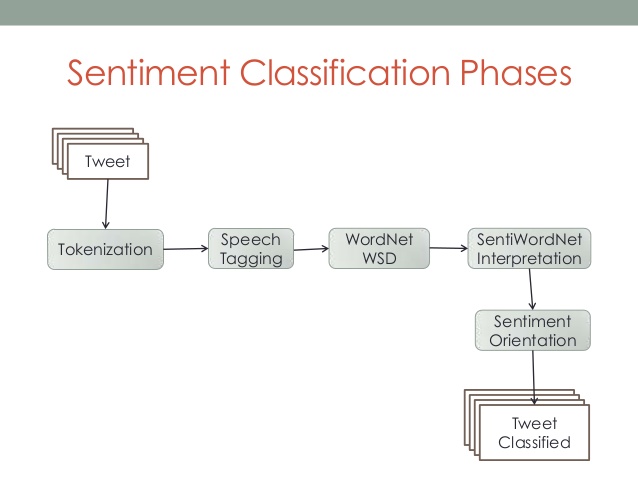 Sentiment Classification Phases
Tweet
Tokenization
Speech
Tagging
WordNet
WSD
SentiWordNet
Interpretation
Sentiment
Orientation
Tweet
Classified